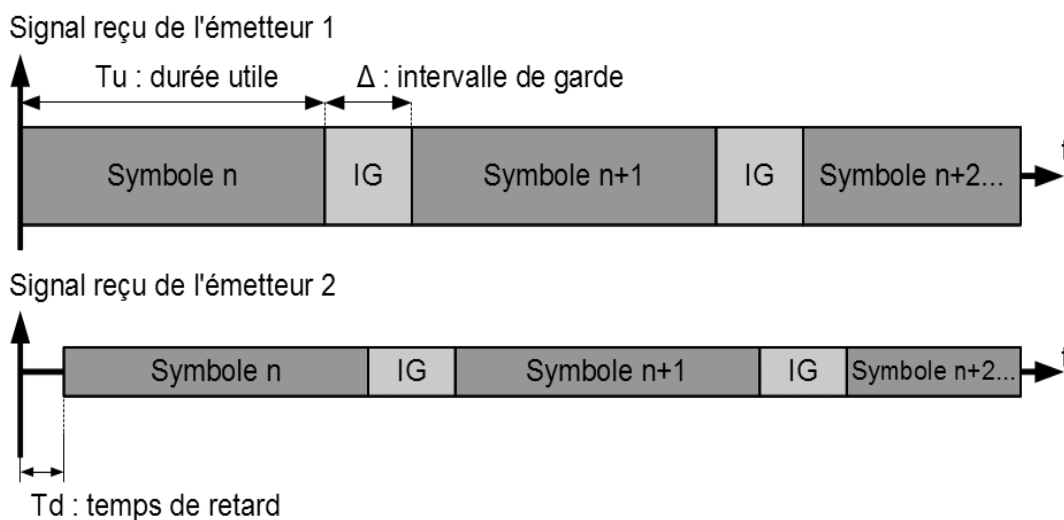 Signal reçu de l'émetteur 1
Tu : durée utile
Δ : intervalle de garde
t
Symbole n
IG
Symbole n+1
IG
Symbole n+2...
Signal reçu de l'émetteur 2
t
Symbole n
IG
Symbole n+1
IG
Symbole n+2...
Td : temps de retard